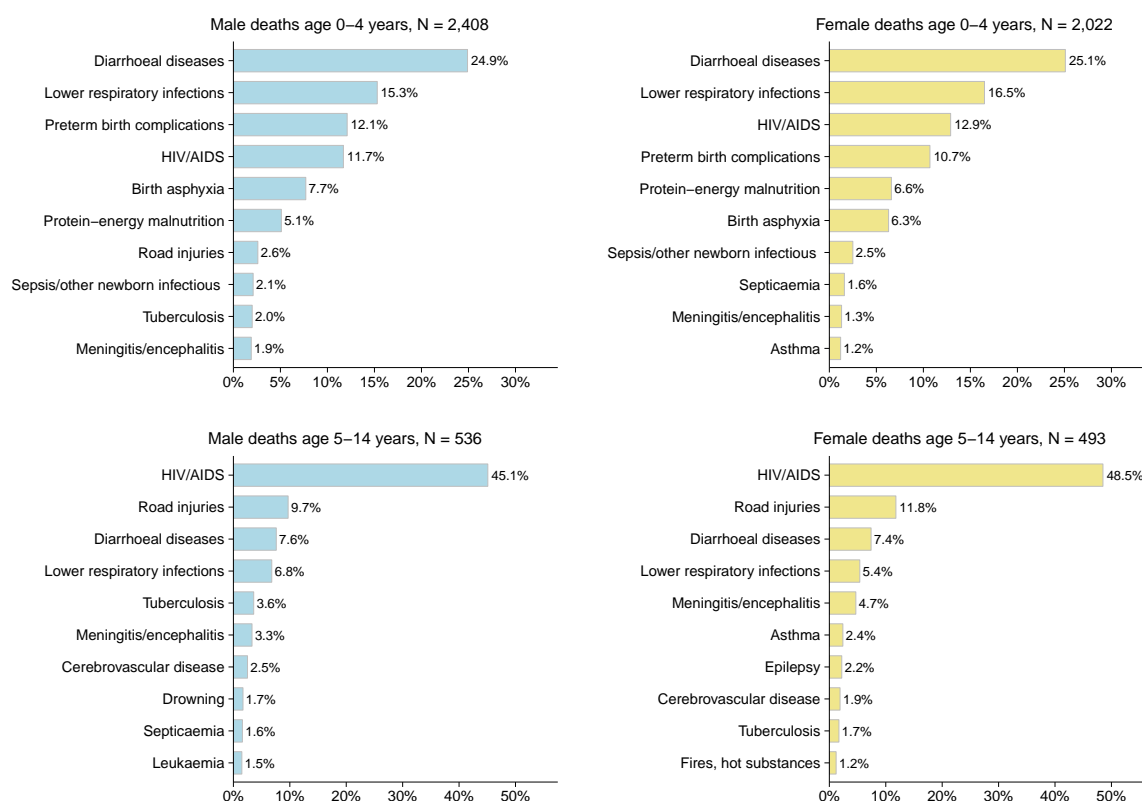 Male deaths age 0−4 years, N = 2,408
Diarrhoeal diseases 24.9%
Lower respiratory infections 15.3%
Preterm birth complications 12.1%
HIV/AIDS 11.7%
Birth asphyxia 7.7%
Protein−energy malnutrition 5.1%
Road injuries 2.6%
Sepsis/other newborn infectious 2.1%
Tuberculosis 2.0%
Meningitis/encephalitis 1.9%
0% 5% 10% 15% 20% 25% 30%
Female deaths age 0−4 years, N = 2,022
Diarrhoeal diseases 25.1%
Lower respiratory infections 16.5%
HIV/AIDS 12.9%
Preterm birth complications 10.7%
Protein−energy malnutrition 6.6%
Birth asphyxia 6.3%
Sepsis/other newborn infectious 2.5%
Septicaemia 1.6%
Meningitis/encephalitis 1.3%
Asthma 1.2%
0% 5% 10% 15% 20% 25% 30%
Male deaths age 5−14 years, N = 536
HIV/AIDS 45.1%
Road injuries 9.7%
Diarrhoeal diseases 7.6%
Lower respiratory infections 6.8%
Tuberculosis 3.6%
Meningitis/encephalitis 3.3%
Cerebrovascular disease 2.5%
Drowning 1.7%
Septicaemia 1.6%
Leukaemia 1.5%
0% 10% 20% 30% 40% 50%
Female deaths age 5−14 years, N = 493
HIV/AIDS 48.5%
Road injuries 11.8%
Diarrhoeal diseases 7.4%
Lower respiratory infections 5.4%
Meningitis/encephalitis 4.7%
Asthma 2.4%
Epilepsy 2.2%
Cerebrovascular disease 1.9%
Tuberculosis 1.7%
Fires, hot substances 1.2%
0% 10% 20% 30% 40% 50%